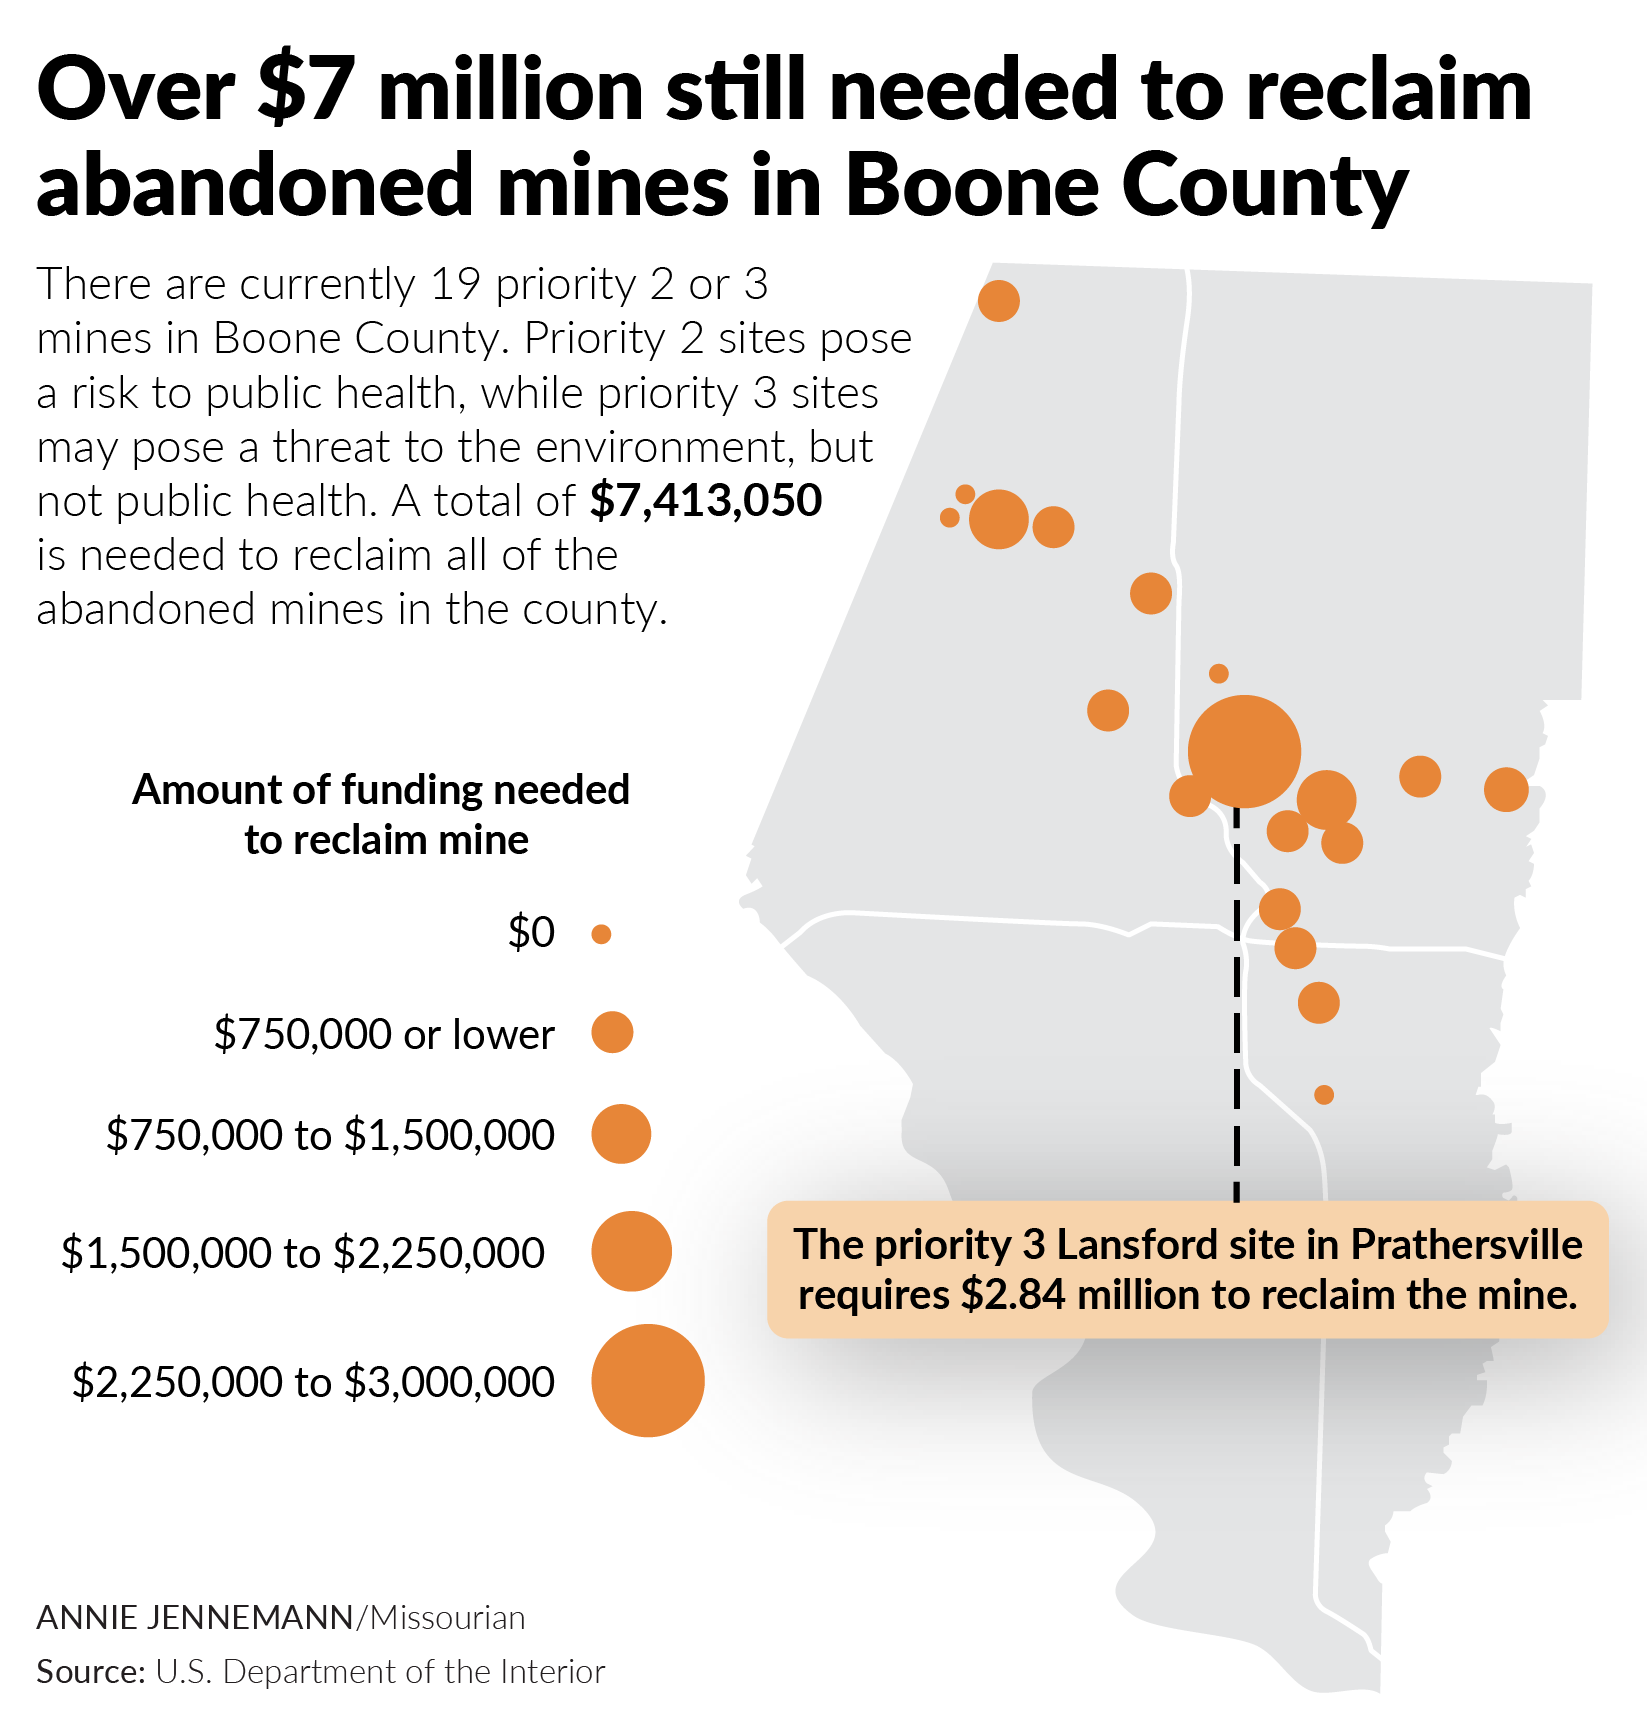 Over $7 million still needed to reclaim
abandoned mines in Boone County
There are currently 19 priority 2 or 3
mines in Boone County. Priority 2 sites pose
a risk to public health, while priority 3 sites
may pose a threat to the environment, but
not public health. A total of $7,413,050
is needed to reclaim all of the
abandoned mines in the county.
Amount of funding needed
to reclaim mine
$0
$750,000 or lower
$750,000 to $1,500,000
$1,500,000 to $2,250,000
$2,250,000 to $3,000,000
The priority 3 Lansford site in Prathersville
requires $2.84 million to reclaim the mine.
ANNIE JENNEMANN/Missourian
Source: U.S. Department of the Interior